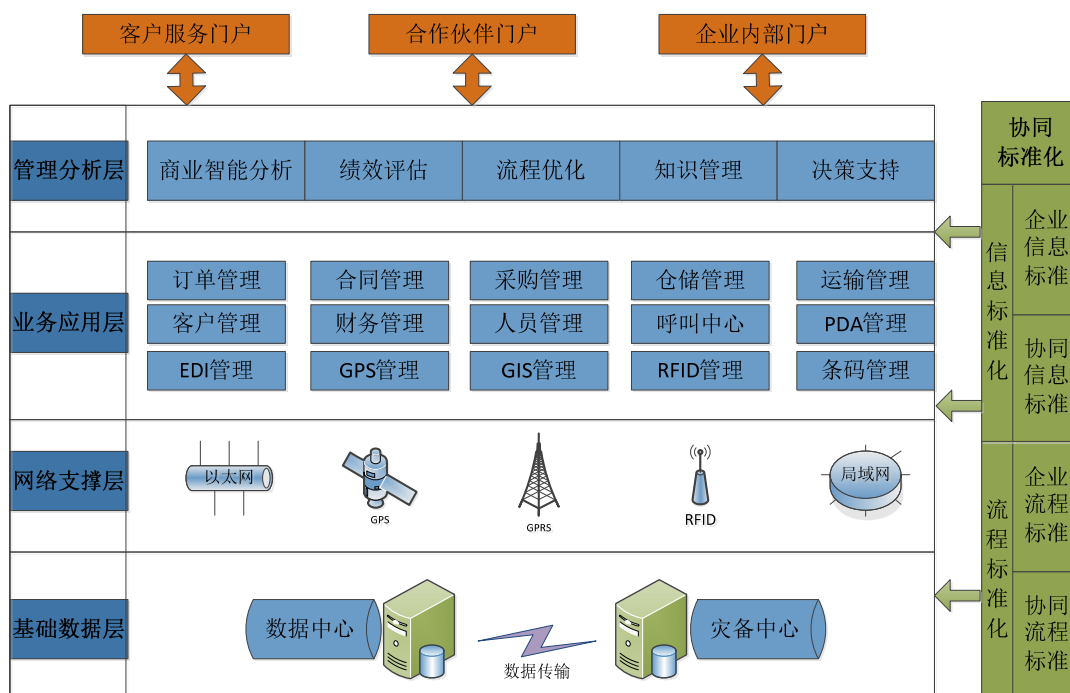 客户服务门户
合作伙伴门户
企业内部门户
管理分析层
商业智能分析
绩效评估
流程优化
知识管理
决策支持
业务应用层
订单管理
合同管理
采购管理
仓储管理
运输管理
客户管理
财务管理
人员管理
呼叫中心
PDA管理
EDI管理
GPS管理
GIS管理
RFID管理
条码管理
网络支撑层
以太网
GPS
GPRS
RFID
局域网
基础数据层
数据中心
数据传输
灾备中心
协同
标准化
信息标准化
企业
信息
标准
协同
信息
标准
流程标准化
企业
流程
标准
协同
流程
标准